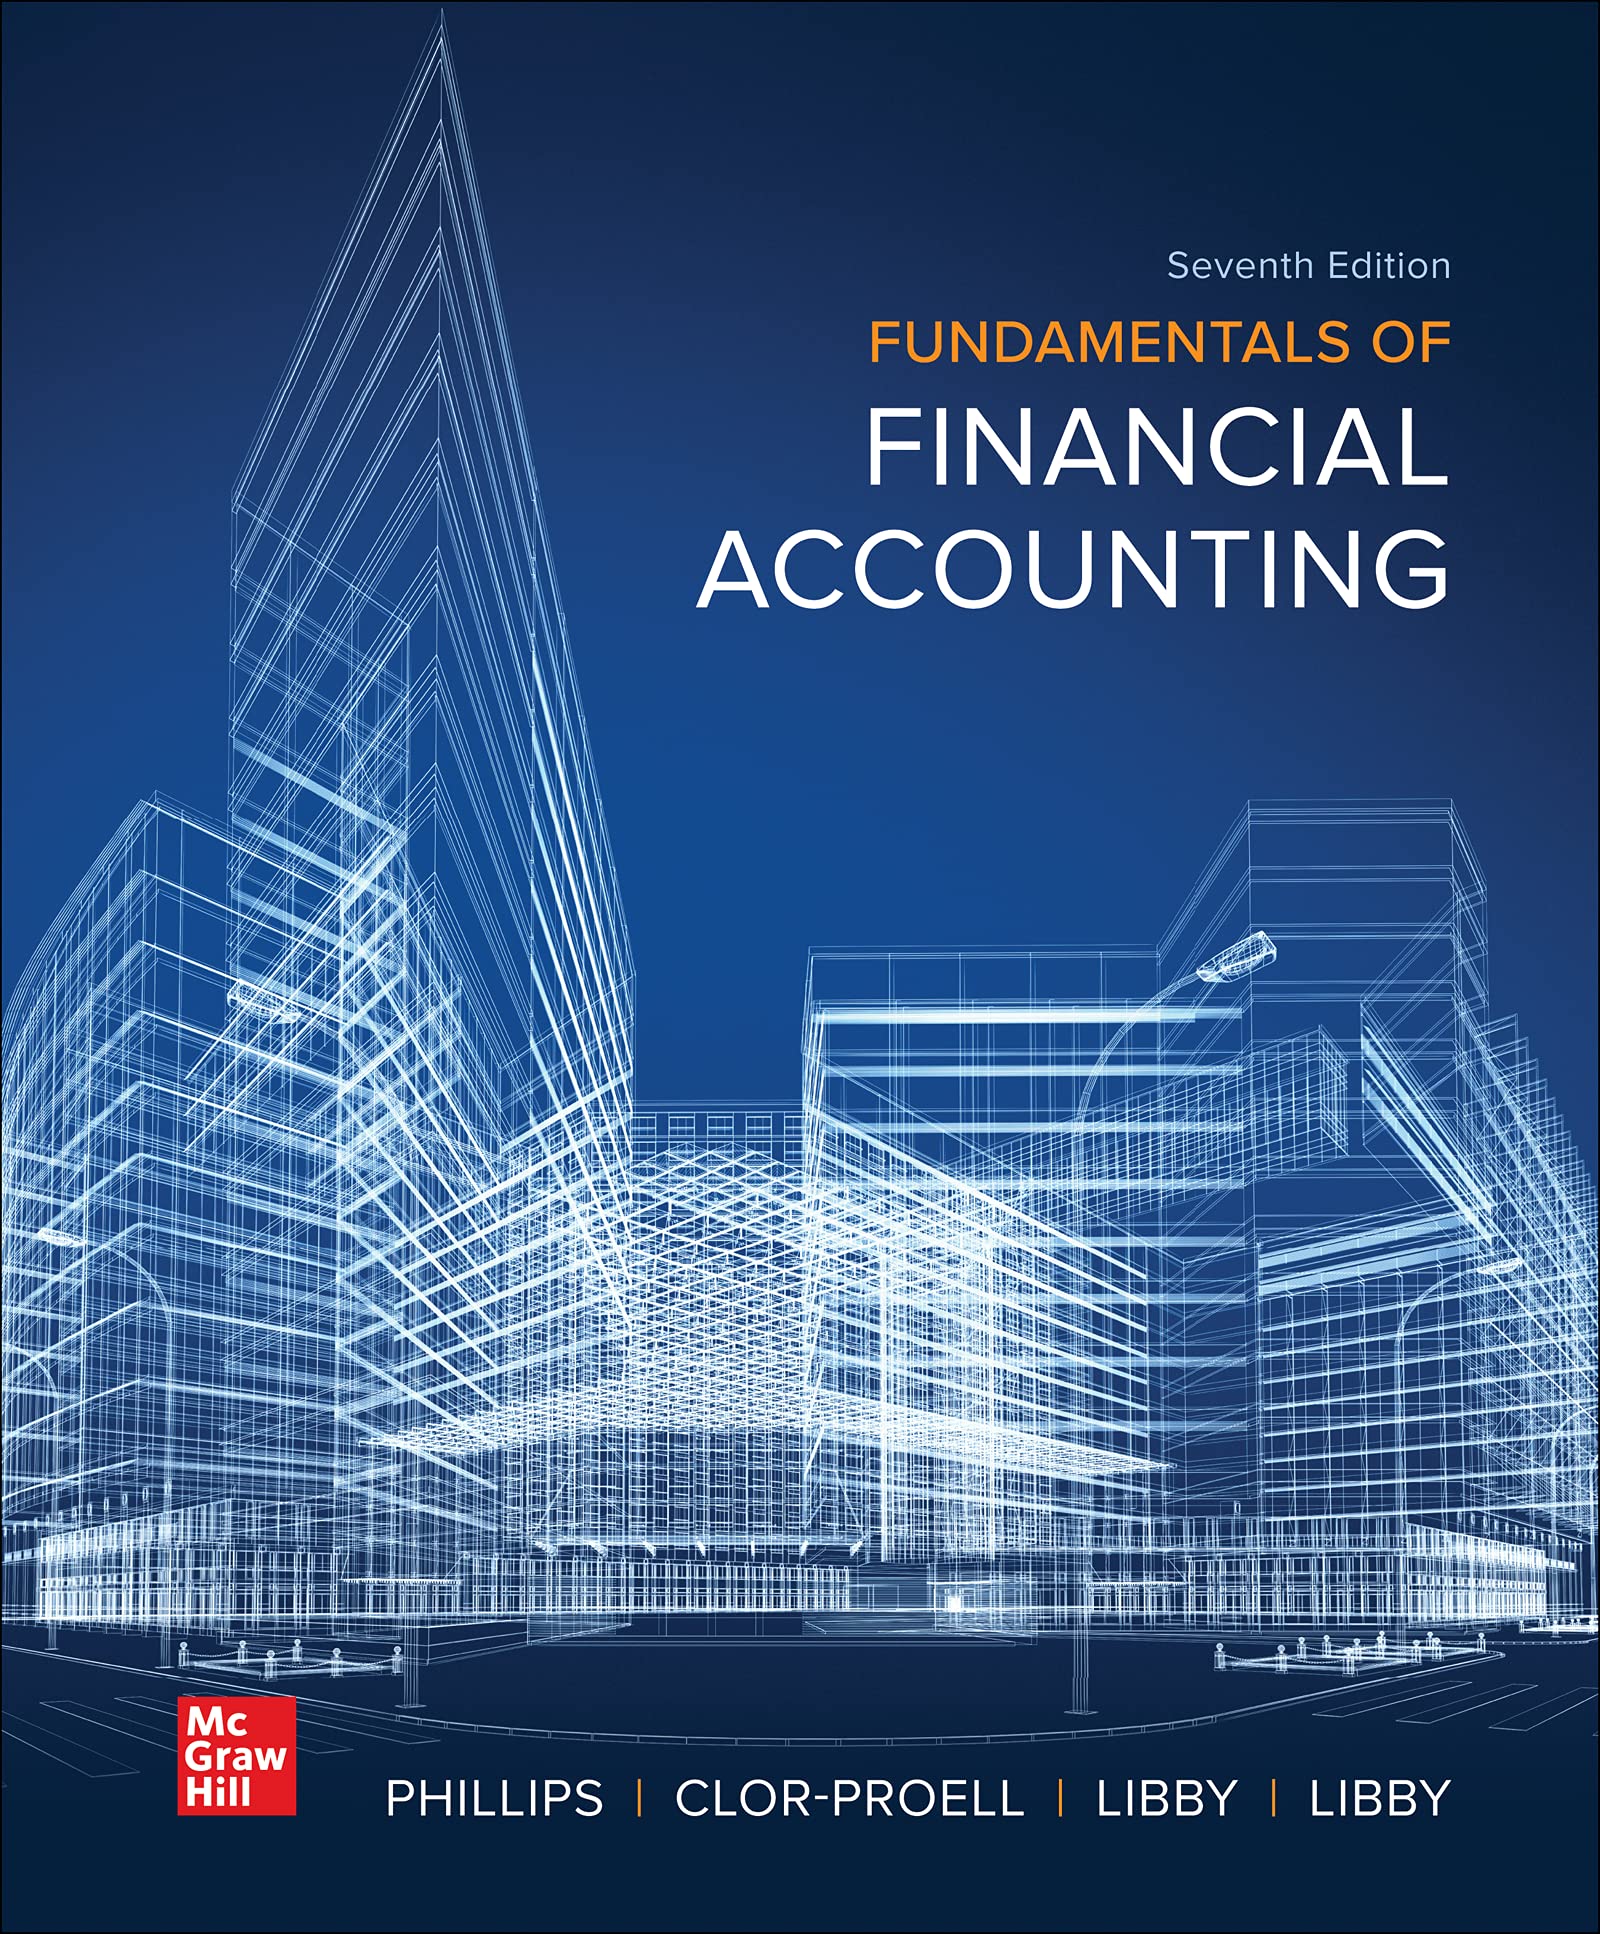 Seventh Edition
FUNDAMENTALS OF
FINANCIAL
ACCOUNTING
Mc
Graw
Hill
PHILLIPS | CLOR-PROELL | LIBBY | LIBBY